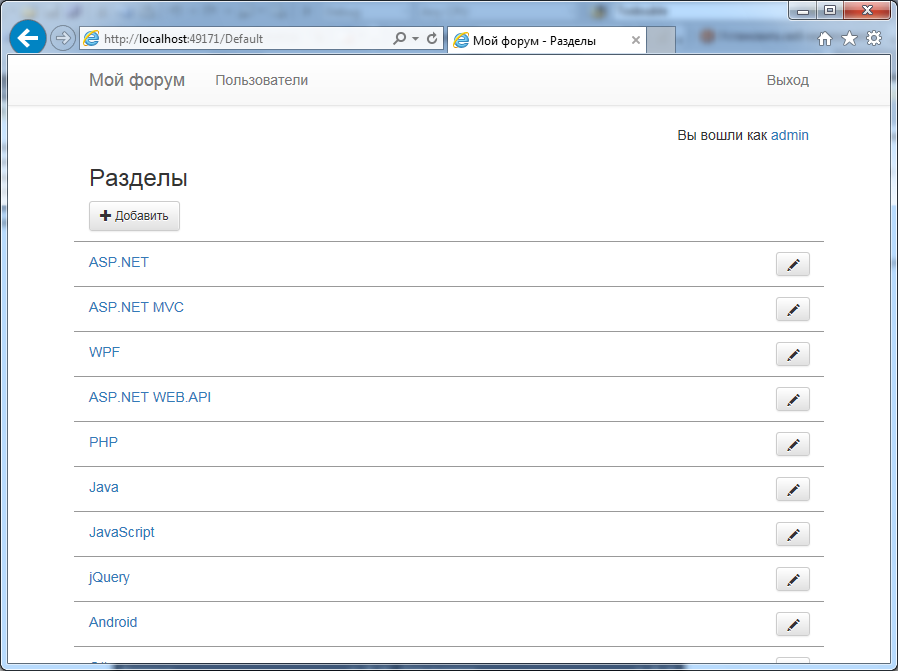 http://localhost:49171/Default
Мой форум - Разделы
Мой форум
Пользователи
Выход
Вы вошли как admin
Разделы
Добавить
ASP.NET
ASP.NET MVC
WPF
ASP.NET WEB.API
PHP
Java
JavaScript
jQuery
Android